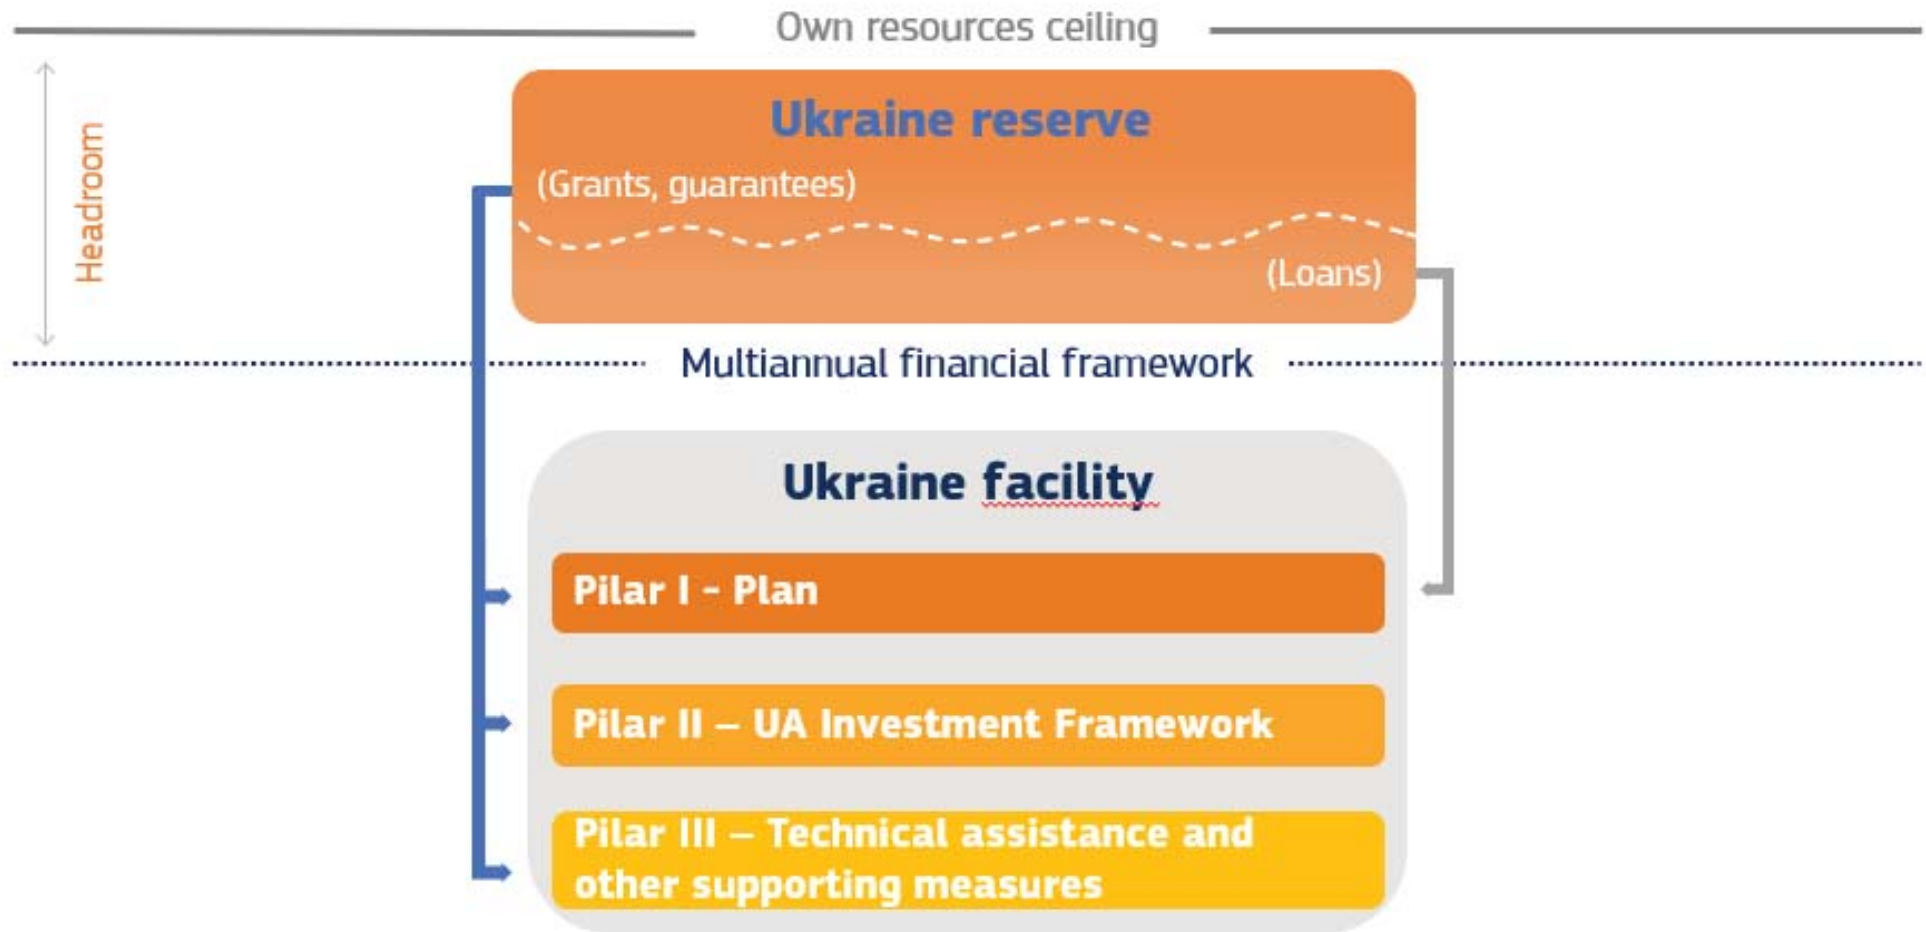 Own resources ceiling
Headroom
Ukraine reserve
(Grants, guarantees)
(Loans)
Multiannual financial framework
Ukraine facility
Pilar I - Plan
Pilar II – UA Investment Framework
Pilar III – Technical assistance and
other supporting measures